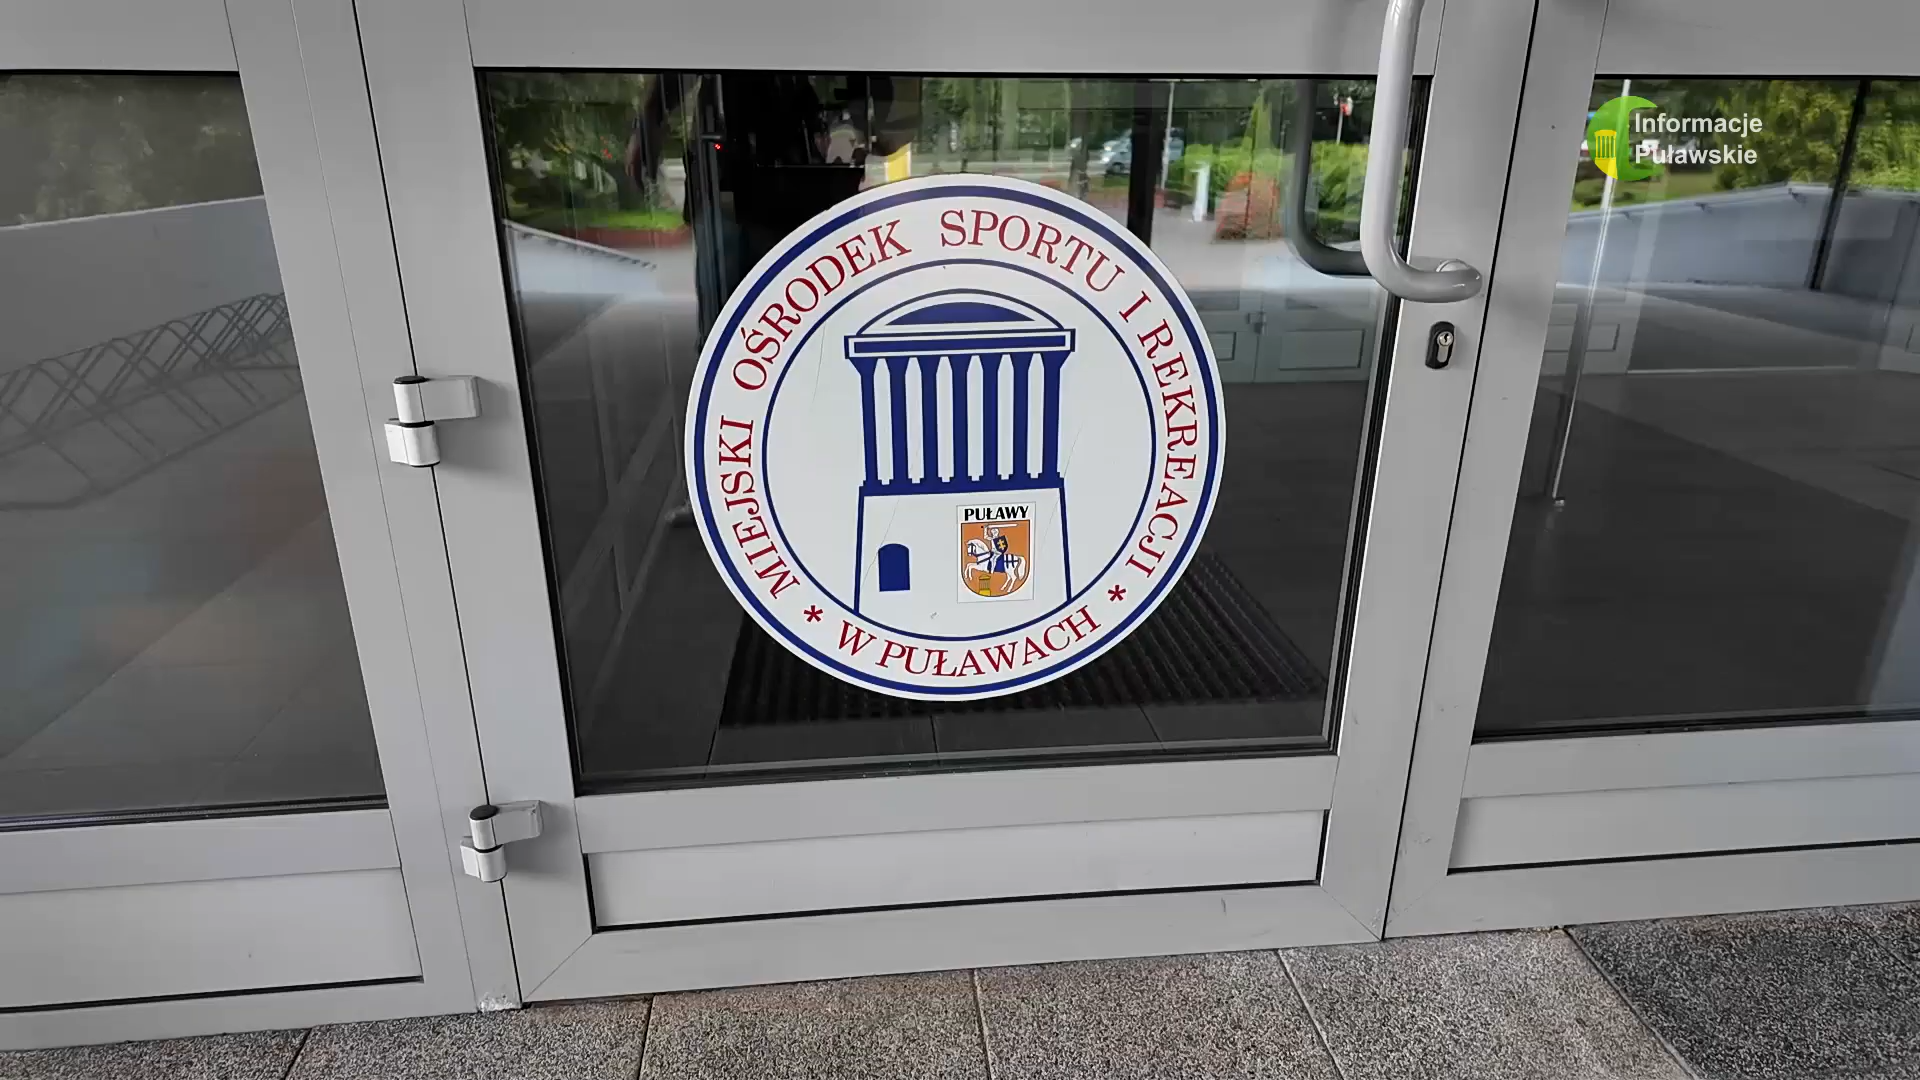 MIEJSKI OŚRODEK SPORTU I REKREACJI
* W PUŁAWACH *
PUŁAWY
Informacje
Puławskie